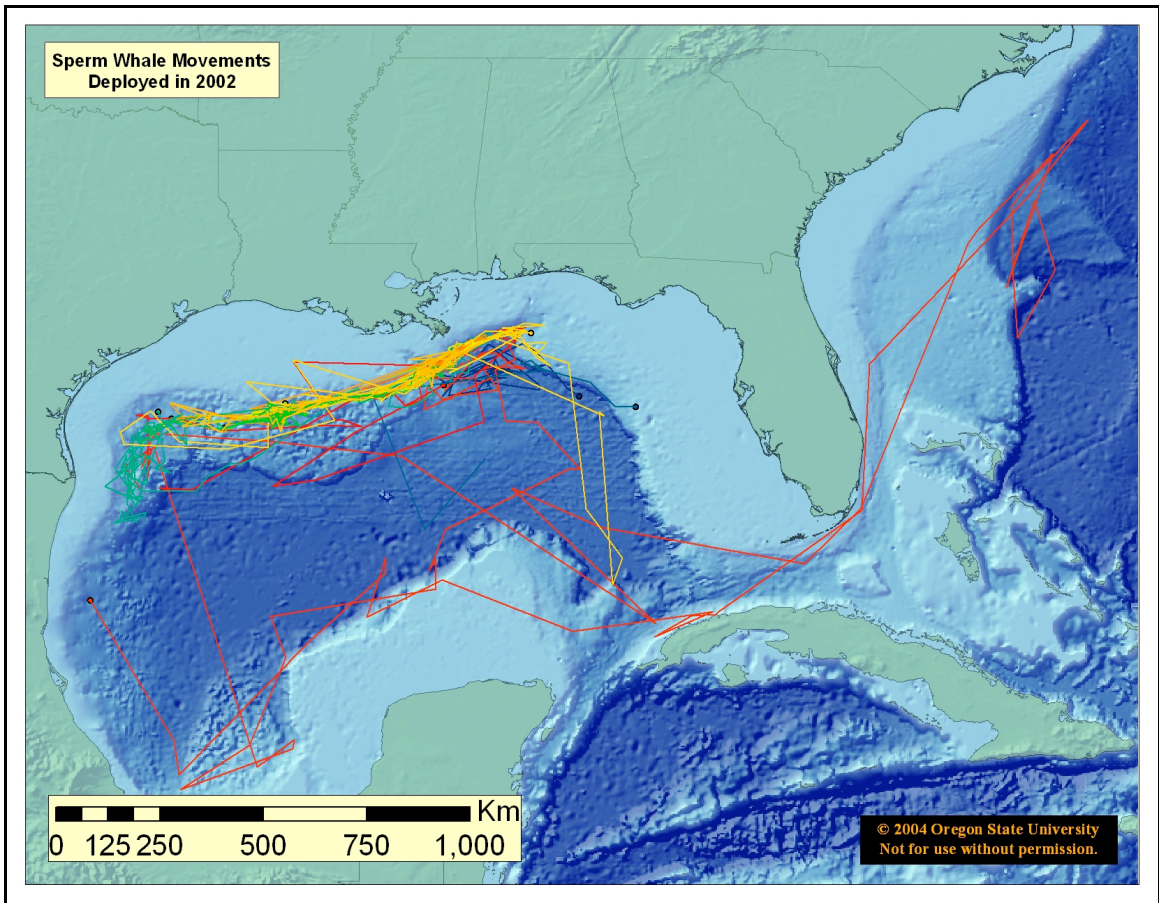 Sperm Whale Movements
Deployed in 2002
Km
0 125 250 500 750 1,000
© 2004 Oregon State University
Not for use without permission.